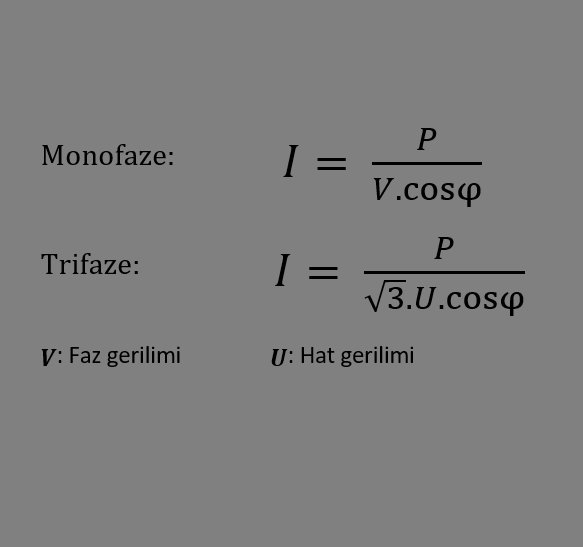 Monofaze: I = P / V.cosφ
Trifaze: I = P / √3.U.cosφ
V: Faz gerilimi U: Hat gerilimi